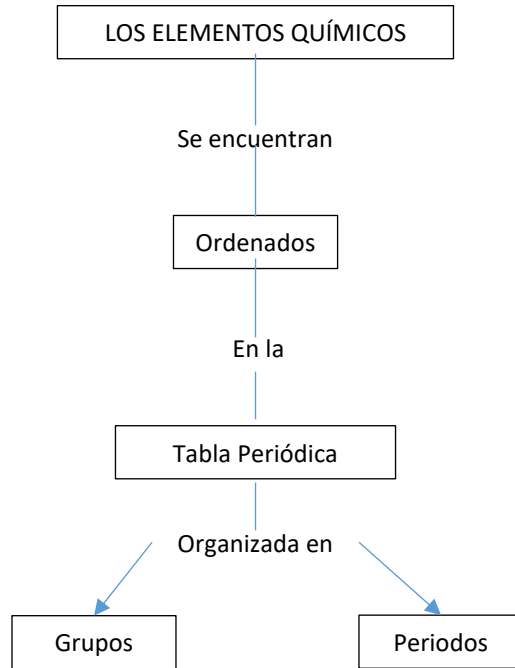 LOS ELEMENTOS QUÍMICOS
Se encuentran
Ordenados
En la
Tabla Periódica
Organizada en
Grupos
Periodos